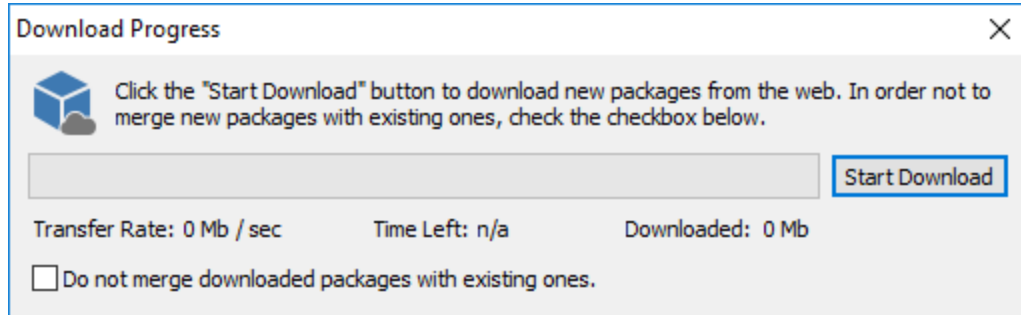 Download Progress
Click the "Start Download" button to download new packages from the web. In order not to
merge new packages with existing ones, check the checkbox below.
Start Download
Transfer Rate: 0 Mb / sec Time Left: n/a Downloaded: 0 Mb
Do not merge downloaded packages with existing ones.